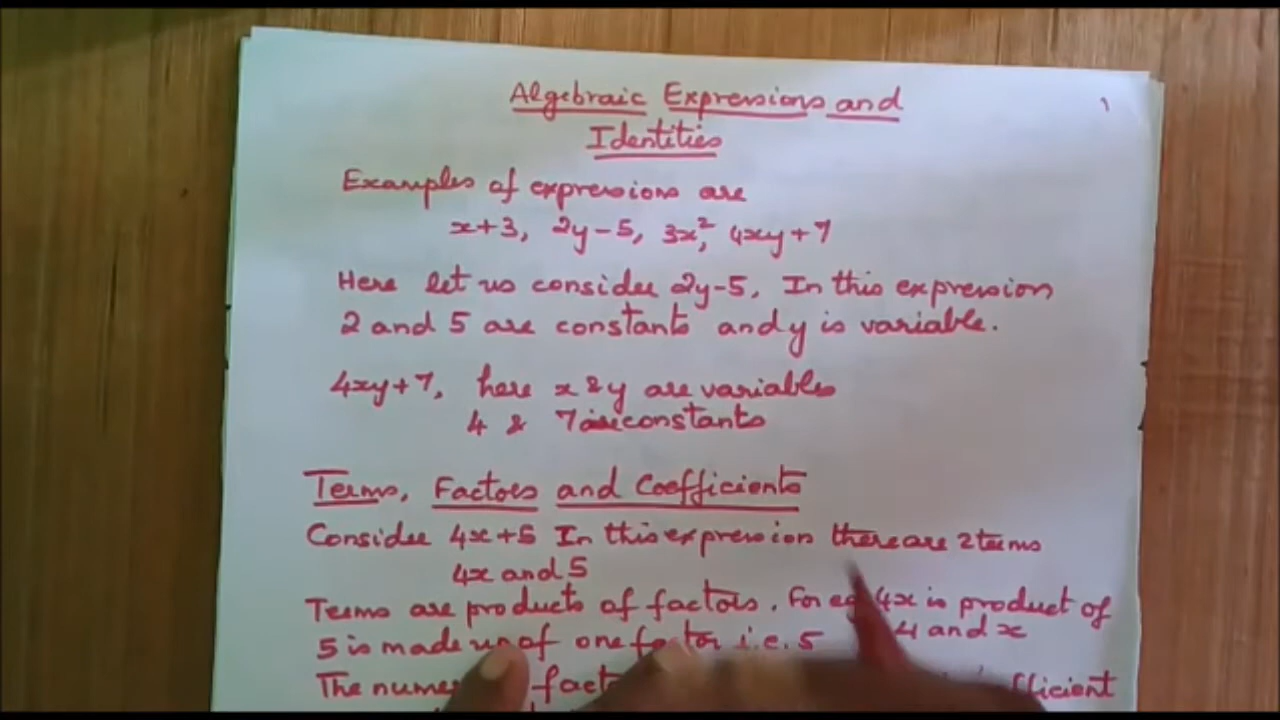 1
Algebraic Expressions and
Identities
Examples of expressions are
x+3, 2y-5, 3x², 4xy+7
Here let us consider 2y-5. In this expression
2 and 5 are constants and y is variable.
4xy+7, here x & y are variables
4 & 7 are constants
Terms, Factors and Coefficients
Consider 4x+5 In this expression there are 2 terms
4x and 5
Terms are products of factors. For eg 4x is product of
4 and x
5 is made up of one factor i.e. 5
The